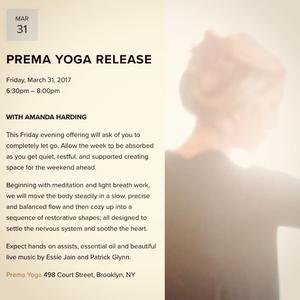 MAR
31
PREMA YOGA RELEASE
Friday, March 31, 2017
6:30pm – 8:00pm
WITH AMANDA HARDING
This Friday evening offering will ask of you to
completely let go. Allow the week to be absorbed
as you get quiet, restful, and supported creating
space for the weekend ahead.
Beginning with meditation and light breath work,
we will move the body steadily in a slow, precise
and balanced flow and then cozy up into a
sequence of restorative shapes; all designed to
settle the nervous system and soothe the heart.
Expect hands on assists, essential oil and beautiful
live music by Essie Jain and Patrick Glynn.
Prema Yoga 498 Court Street, Brooklyn, NY